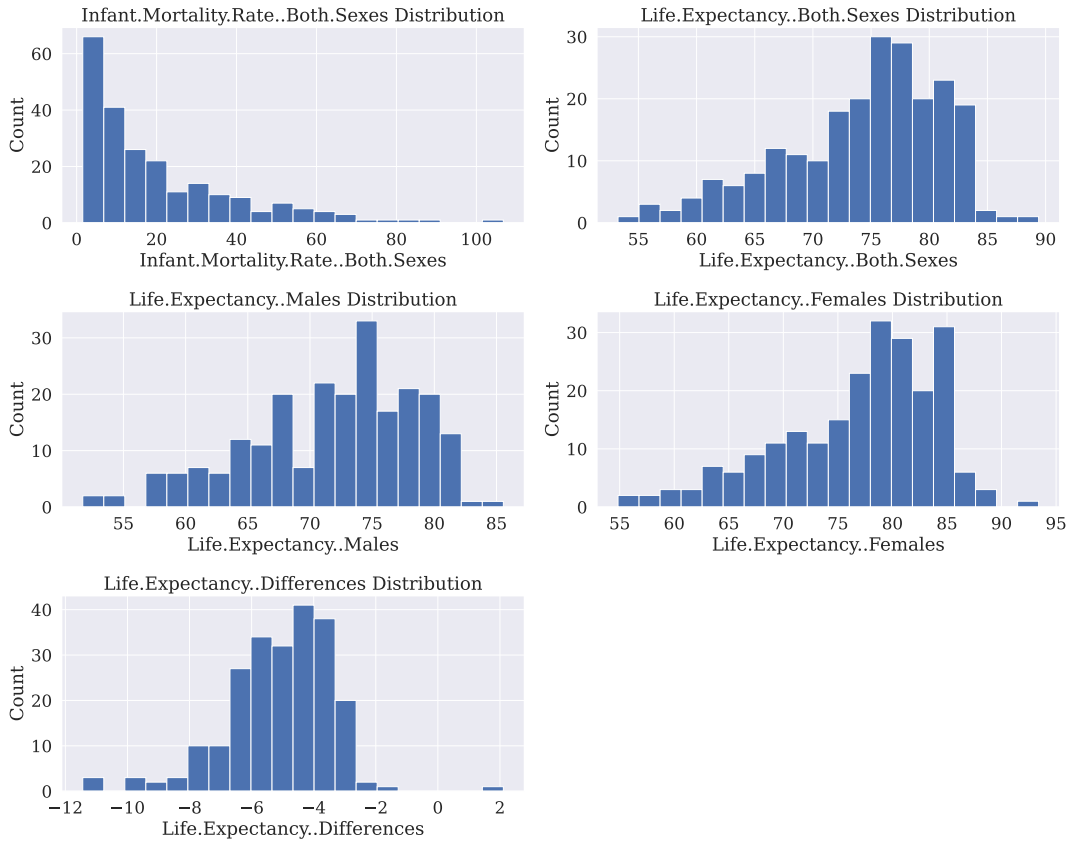 Infant.Mortality.Rate..Both.Sexes Distribution
Count
60
40
20
0
0 20 40 60 80 100
Infant.Mortality.Rate..Both.Sexes
Life.Expectancy..Both.Sexes Distribution
Count
30
20
10
0
55 60 65 70 75 80 85 90
Life.Expectancy..Both.Sexes
Life.Expectancy..Males Distribution
Count
30
20
10
0
55 60 65 70 75 80 85
Life.Expectancy..Males
Life.Expectancy..Females Distribution
Count
30
20
10
0
55 60 65 70 75 80 85 90 95
Life.Expectancy..Females
Life.Expectancy..Differences Distribution
Count
40
30
20
10
0
−12 −10 −8 −6 −4 −2 0 2
Life.Expectancy..Differences